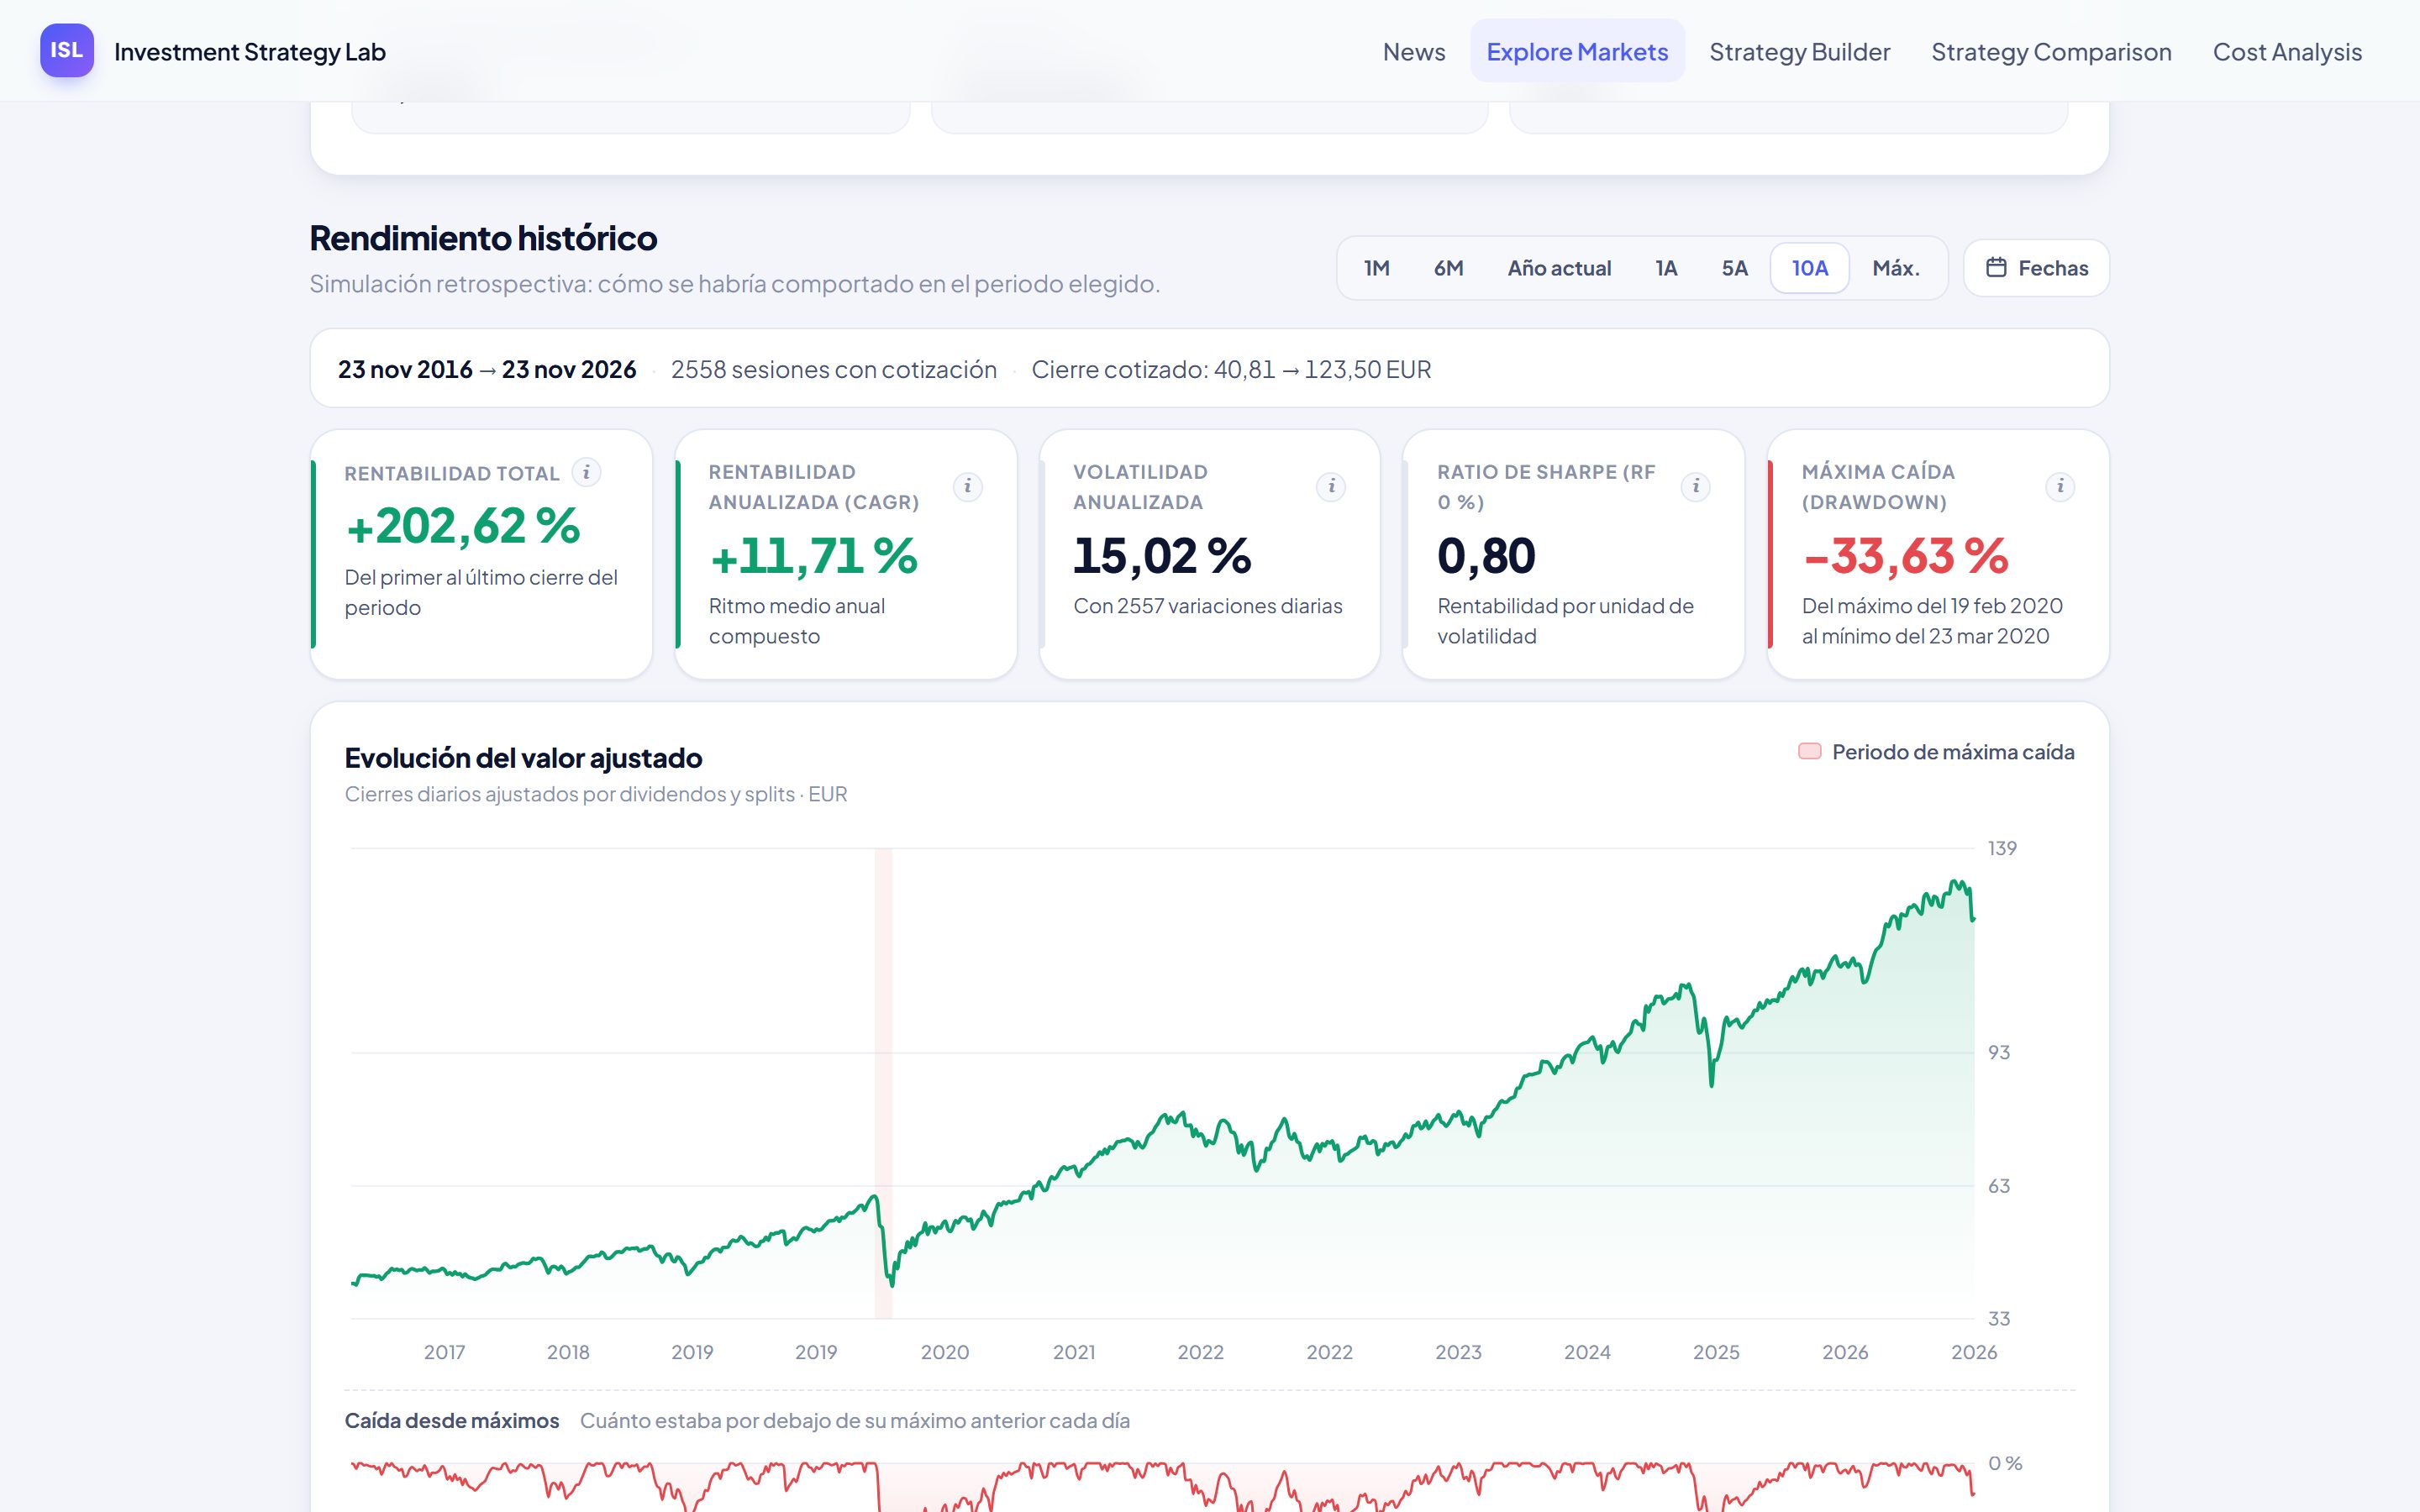 ISL
Investment Strategy Lab
News
Explore Markets
Strategy Builder
Strategy Comparison
Cost Analysis
Rendimiento histórico
Simulación retrospectiva: cómo se habría comportado en el periodo elegido.
1M
6M
Año actual
1A
5A
10A
Máx.
Fechas
23 nov 2016 → 23 nov 2026 · 2558 sesiones con cotización · Cierre cotizado: 40,81 → 123,50 EUR
RENTABILIDAD TOTAL i
+202,62 %
Del primer al último cierre del
periodo
RENTABILIDAD
ANUALIZADA (CAGR) i
+11,71 %
Ritmo medio anual
compuesto
VOLATILIDAD
ANUALIZADA i
15,02 %
Con 2557 variaciones diarias
RATIO DE SHARPE (RF
0 %) i
0,80
Rentabilidad por unidad de
volatilidad
MÁXIMA CAÍDA
(DRAWDOWN) i
−33,63 %
Del máximo del 19 feb 2020
al mínimo del 23 mar 2020
Evolución del valor ajustado
Cierres diarios ajustados por dividendos y splits · EUR
Periodo de máxima caída
139
93
63
33
2017 2018 2019 2019 2020 2021 2022 2022 2023 2024 2025 2026 2026
Caída desde máximos Cuánto estaba por debajo de su máximo anterior cada día
0 %